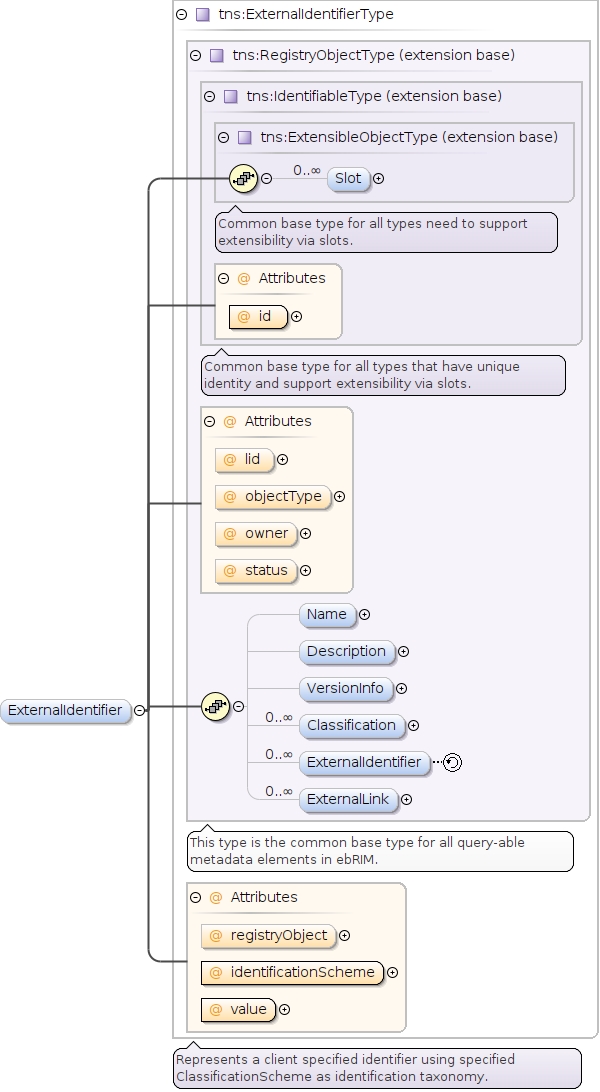 tns:ExternalIdentifierType
tns:RegistryObjectType (extension base)
tns:IdentifiableType (extension base)
tns:ExtensibleObjectType (extension base)
0..∞ Slot
Common base type for all types need to support
extensibility via slots.
@ Attributes
@ id
Common base type for all types that have unique
identity and support extensibility via slots.
@ Attributes
@ lid
@ objectType
@ owner
@ status
Name
Description
VersionInfo
ExternalIdentifier
0..∞ Classification
0..∞ ExternalIdentifier
0..∞ ExternalLink
This type is the common base type for all query-able
metadata elements in ebRIM.
@ Attributes
@ registryObject
@ identificationScheme
@ value
Represents a client specified identifier using specified
ClassificationScheme as identification taxonomy.